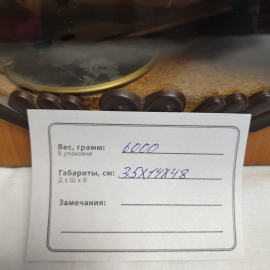 Вес, грамм: 6000
В упаковке
Габариты, см: 35х19х48
Д х Ш х В
Замечания: